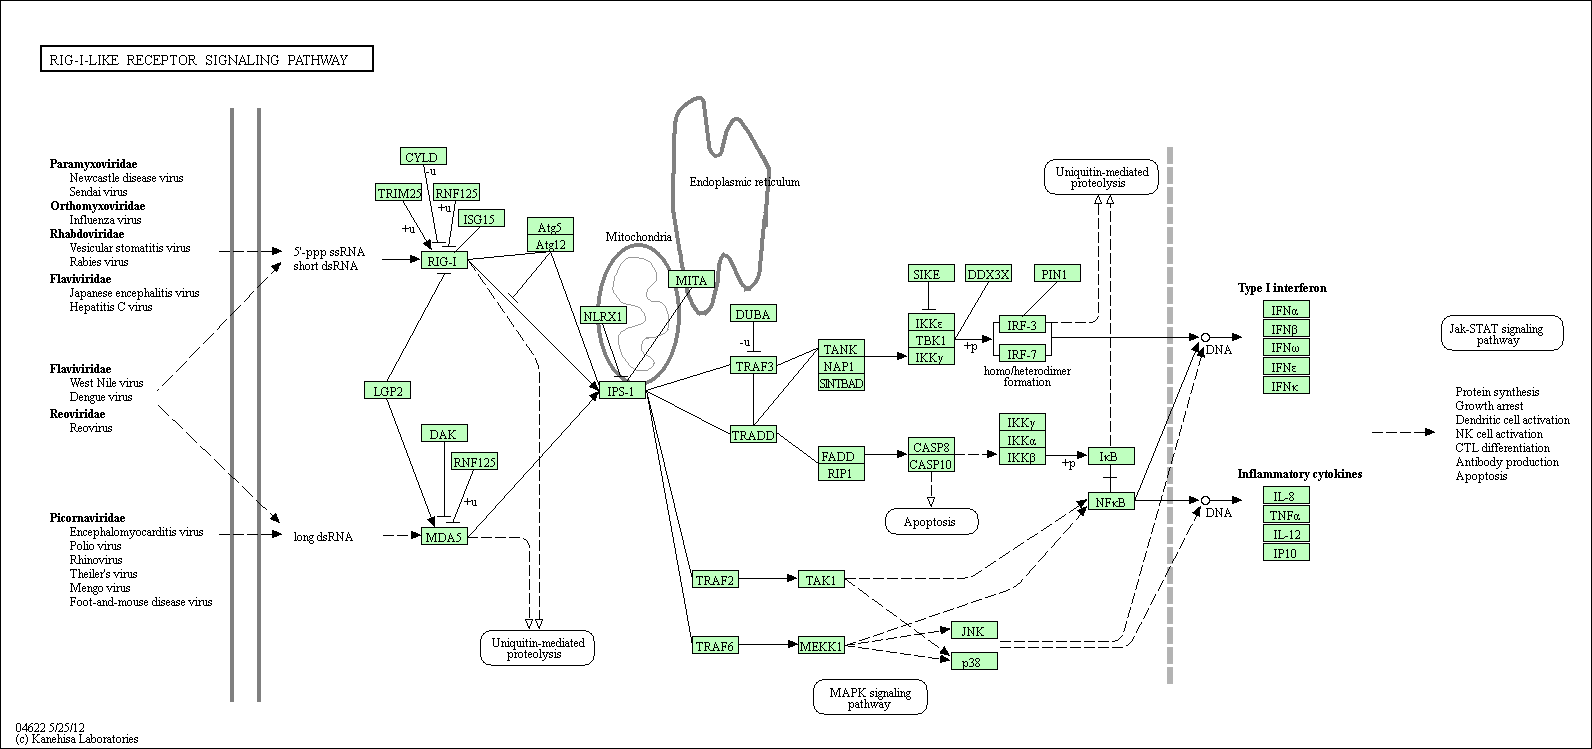 RIG-I-LIKE RECEPTOR SIGNALING PATHWAY
Paramyxoviridae
Newcastle disease virus
Sendai virus
Orthomyxoviridae
Influenza virus
Rhabdoviridae
Vesicular stomatitis virus
Rabies virus
Flaviviridae
Japanese encephalitis virus
Hepatitis C virus
Flaviviridae
West Nile virus
Dengue virus
Reoviridae
Reovirus
Picornaviridae
Encephalomyocarditis virus
Polio virus
Rhinovirus
Theiler's virus
Mengo virus
Foot-and-mouse disease virus
5'-ppp ssRNA
short dsRNA
long dsRNA
CYLD
-u
TRIM25
RNF125
+u
+u
ISG15
RIG-I
Atg5
Atg12
LGP2
DAK
RNF125
+u
MDA5
Uniquitin-mediated
proteolysis
Mitochondria
Endoplasmic reticulum
MITA
NLRX1
IPS-1
DUBA
-u
TRAF3
TRADD
TANK
NAP1
SINTBAD
FADD
RIP1
TRAF2
TAK1
TRAF6
MEKK1
MAPK signaling
pathway
SIKE
DDX3X
PIN1
IKKε
TBK1
IKKγ
+p
IRF-3
IRF-7
homo/heterodimer
formation
Uniquitin-mediated
proteolysis
CASP8
CASP10
Apoptosis
IKKγ
IKKα
IKKβ
+p
IκB
NFκB
JNK
p38
DNA
DNA
Type I interferon
IFNα
IFNβ
IFNω
IFNε
IFNκ
Inflammatory cytokines
IL-8
TNFα
IL-12
IP10
Jak-STAT signaling
pathway
Protein synthesis
Growth arrest
Dendritic cell activation
NK cell activation
CTL differentiation
Antibody production
Apoptosis
04622 5/25/12
(c) Kanehisa Laboratories